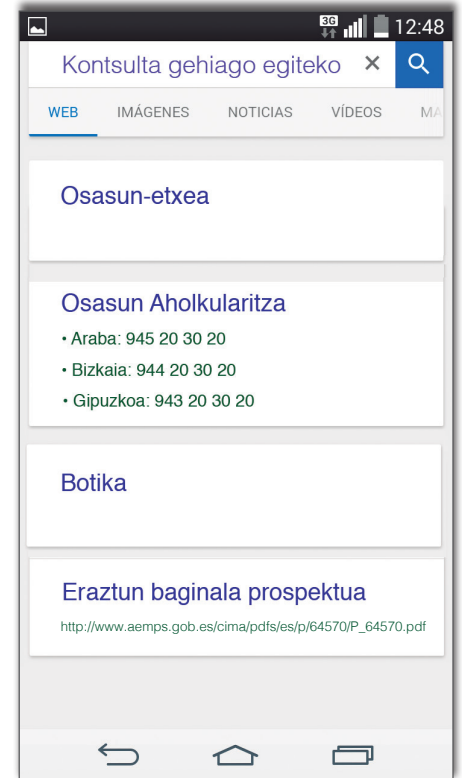 3G 12:48
Kontsulta gehiago egiteko ×
WEB IMÁGENES NOTICIAS VÍDEOS MA
Osasun-etxea
Osasun Aholkularitza
• Araba: 945 20 30 20
• Bizkaia: 944 20 30 20
• Gipuzkoa: 943 20 30 20
Botika
Eraztun baginala prospektua
http://www.aemps.gob.es/cima/pdfs/es/p/64570/P_64570.pdf